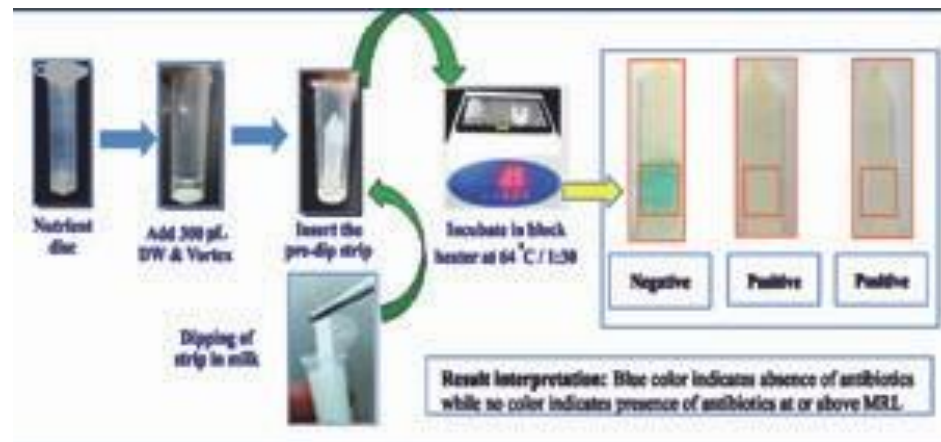 Nutrient
disc
Add 300 µL
DW & Vortex
Insert the
pre-dip strip
Incubate in block
heater at 64 °C / 1:30
Dipping of
strip in milk
Negative
Positive
Positive
Result interpretation: Blue color indicates absence of antibiotics
while no color indicates presence of antibiotics at or above MRL